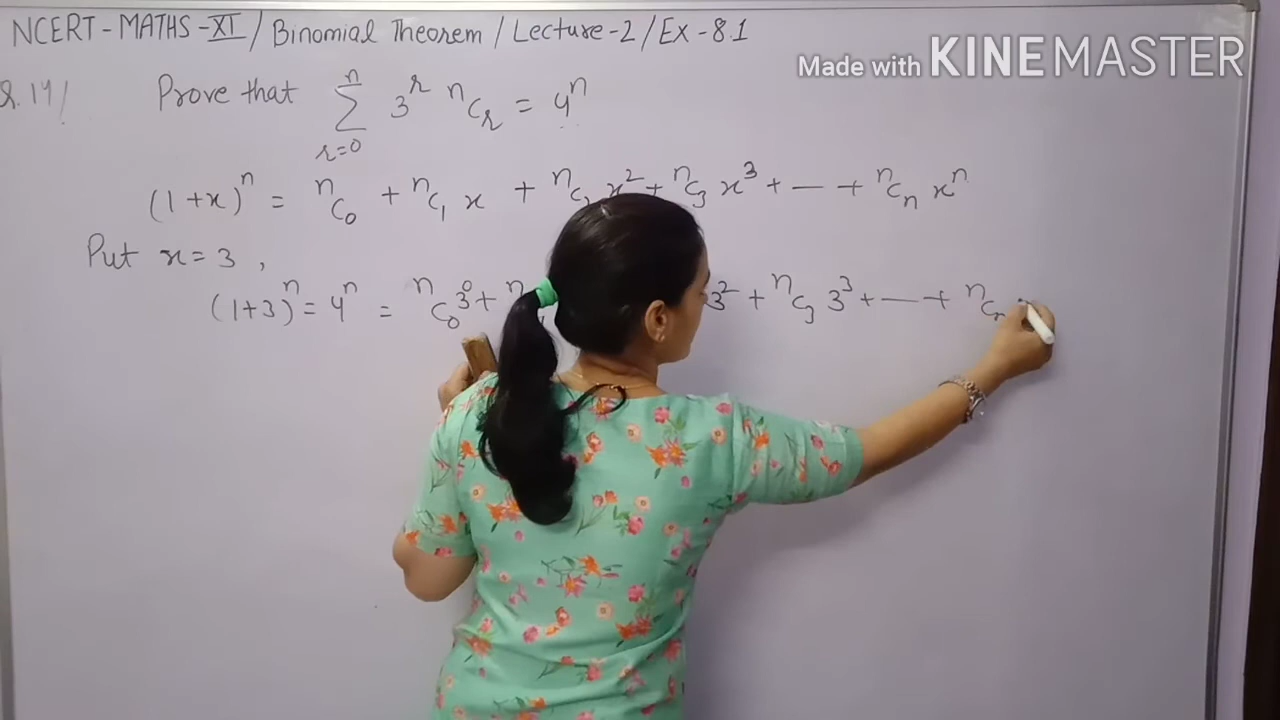 NCERT - MATHS - XI / Binomial Theorem / Lecture - 2 / Ex - 8.1
Made with KINEMASTER
Q.14/ Prove that ∑_{r=0}^{n} 3^r ⁿC_r = 4^n
(1+x)^n = ⁿC_0 + ⁿC_1 x + ⁿC_2 x^2 + ⁿC_3 x^3 + — + ⁿC_n x^n
Put x = 3 ,
(1+3)^n = 4^n = ⁿC_0 3^0 + ⁿ 3^2 + ⁿC_3 3^3 + — + ⁿC_n